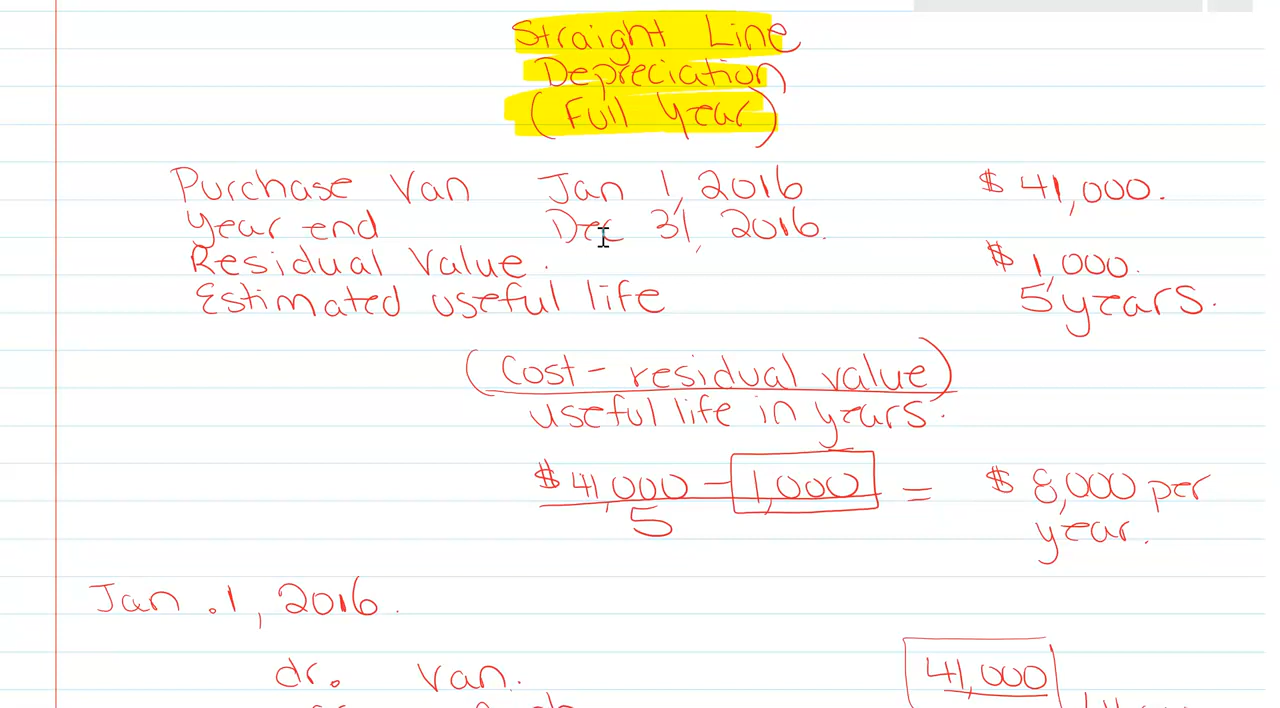 Straight Line
Depreciation
(Full Year)
Purchase Van Jan 1, 2016 $ 41,000.
Year end Dec 31, 2016.
Residual Value. $ 1,000.
Estimated useful life 5 years.
(Cost - residual value)
useful life in years.
$ 41,000 - 1,000 = $ 8,000 per
5 year.
Jan . 1, 2016.
dr. Van. 41,000